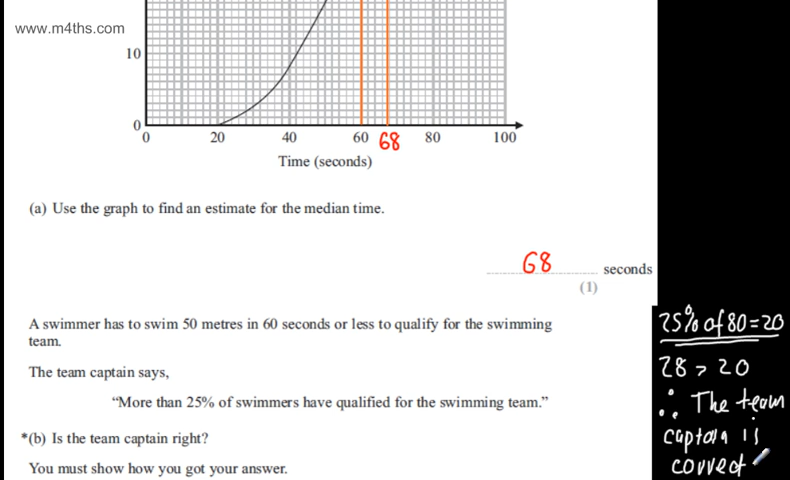 www.m4ths.com
10
0
0 20 40 60 68 80 100
Time (seconds)
(a) Use the graph to find an estimate for the median time.
68 seconds
(1)
A swimmer has to swim 50 metres in 60 seconds or less to qualify for the swimming
team.
The team captain says,
“More than 25% of swimmers have qualified for the swimming team.”
*(b) Is the team captain right?
You must show how you got your answer.
25% of 80 = 20
28 > 20
∴ The team
captain is
correct